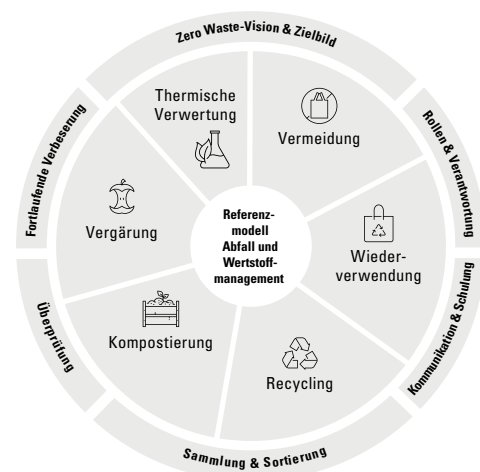 Zero Waste-Vision & Zielbild
Rollen & Verantwortung
Kommunikation & Schulung
Sammlung & Sortierung
Überprüfung
Fortlaufende Verbeserung
Thermische
Verwertung
Vermeidung
Wieder-
verwendung
Recycling
Kompostierung
Vergärung
Referenz-
modell
Abfall und
Wertstoff-
management